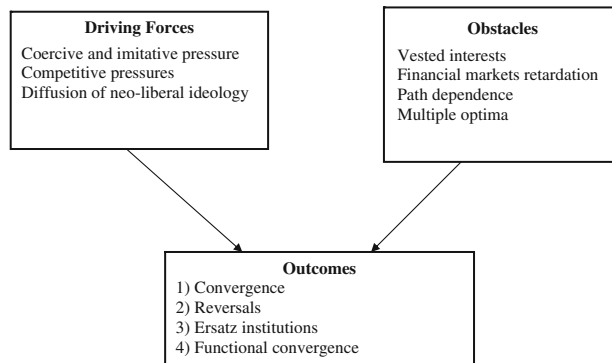 Driving Forces
Coercive and imitative pressure
Competitive pressures
Diffusion of neo-liberal ideology
Obstacles
Vested interests
Financial markets retardation
Path dependence
Multiple optima
Outcomes
1) Convergence
2) Reversals
3) Ersatz institutions
4) Functional convergence